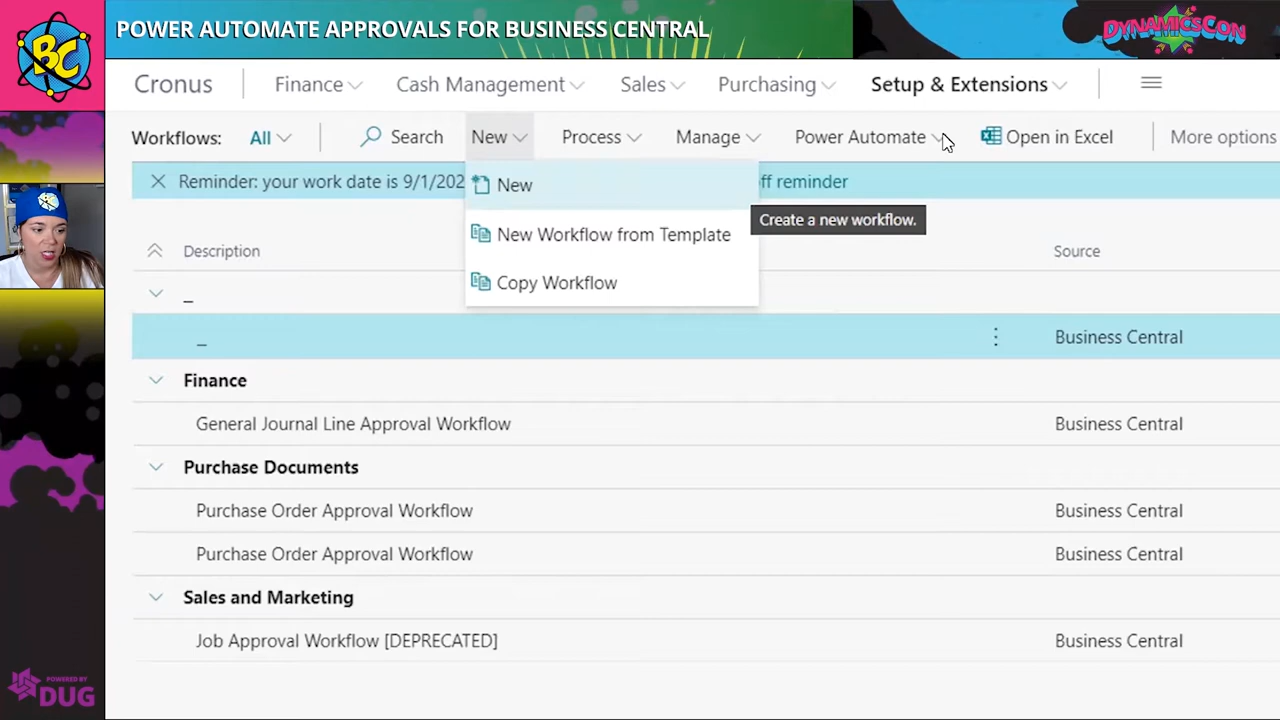 POWER AUTOMATE APPROVALS FOR BUSINESS CENTRAL
DYNAMICSCON
BC
Cronus Finance Cash Management Sales Purchasing Setup & Extensions
Workflows: All Search New Process Manage Power Automate Open in Excel More options
Reminder: your work date is 9/1/202 off reminder
New
Create a new workflow.
New Workflow from Template
Copy Workflow
Description Source
_
_ Business Central
Finance
General Journal Line Approval Workflow Business Central
Purchase Documents
Purchase Order Approval Workflow Business Central
Purchase Order Approval Workflow Business Central
Sales and Marketing
Job Approval Workflow [DEPRECATED] Business Central
POWERED BY
DUG